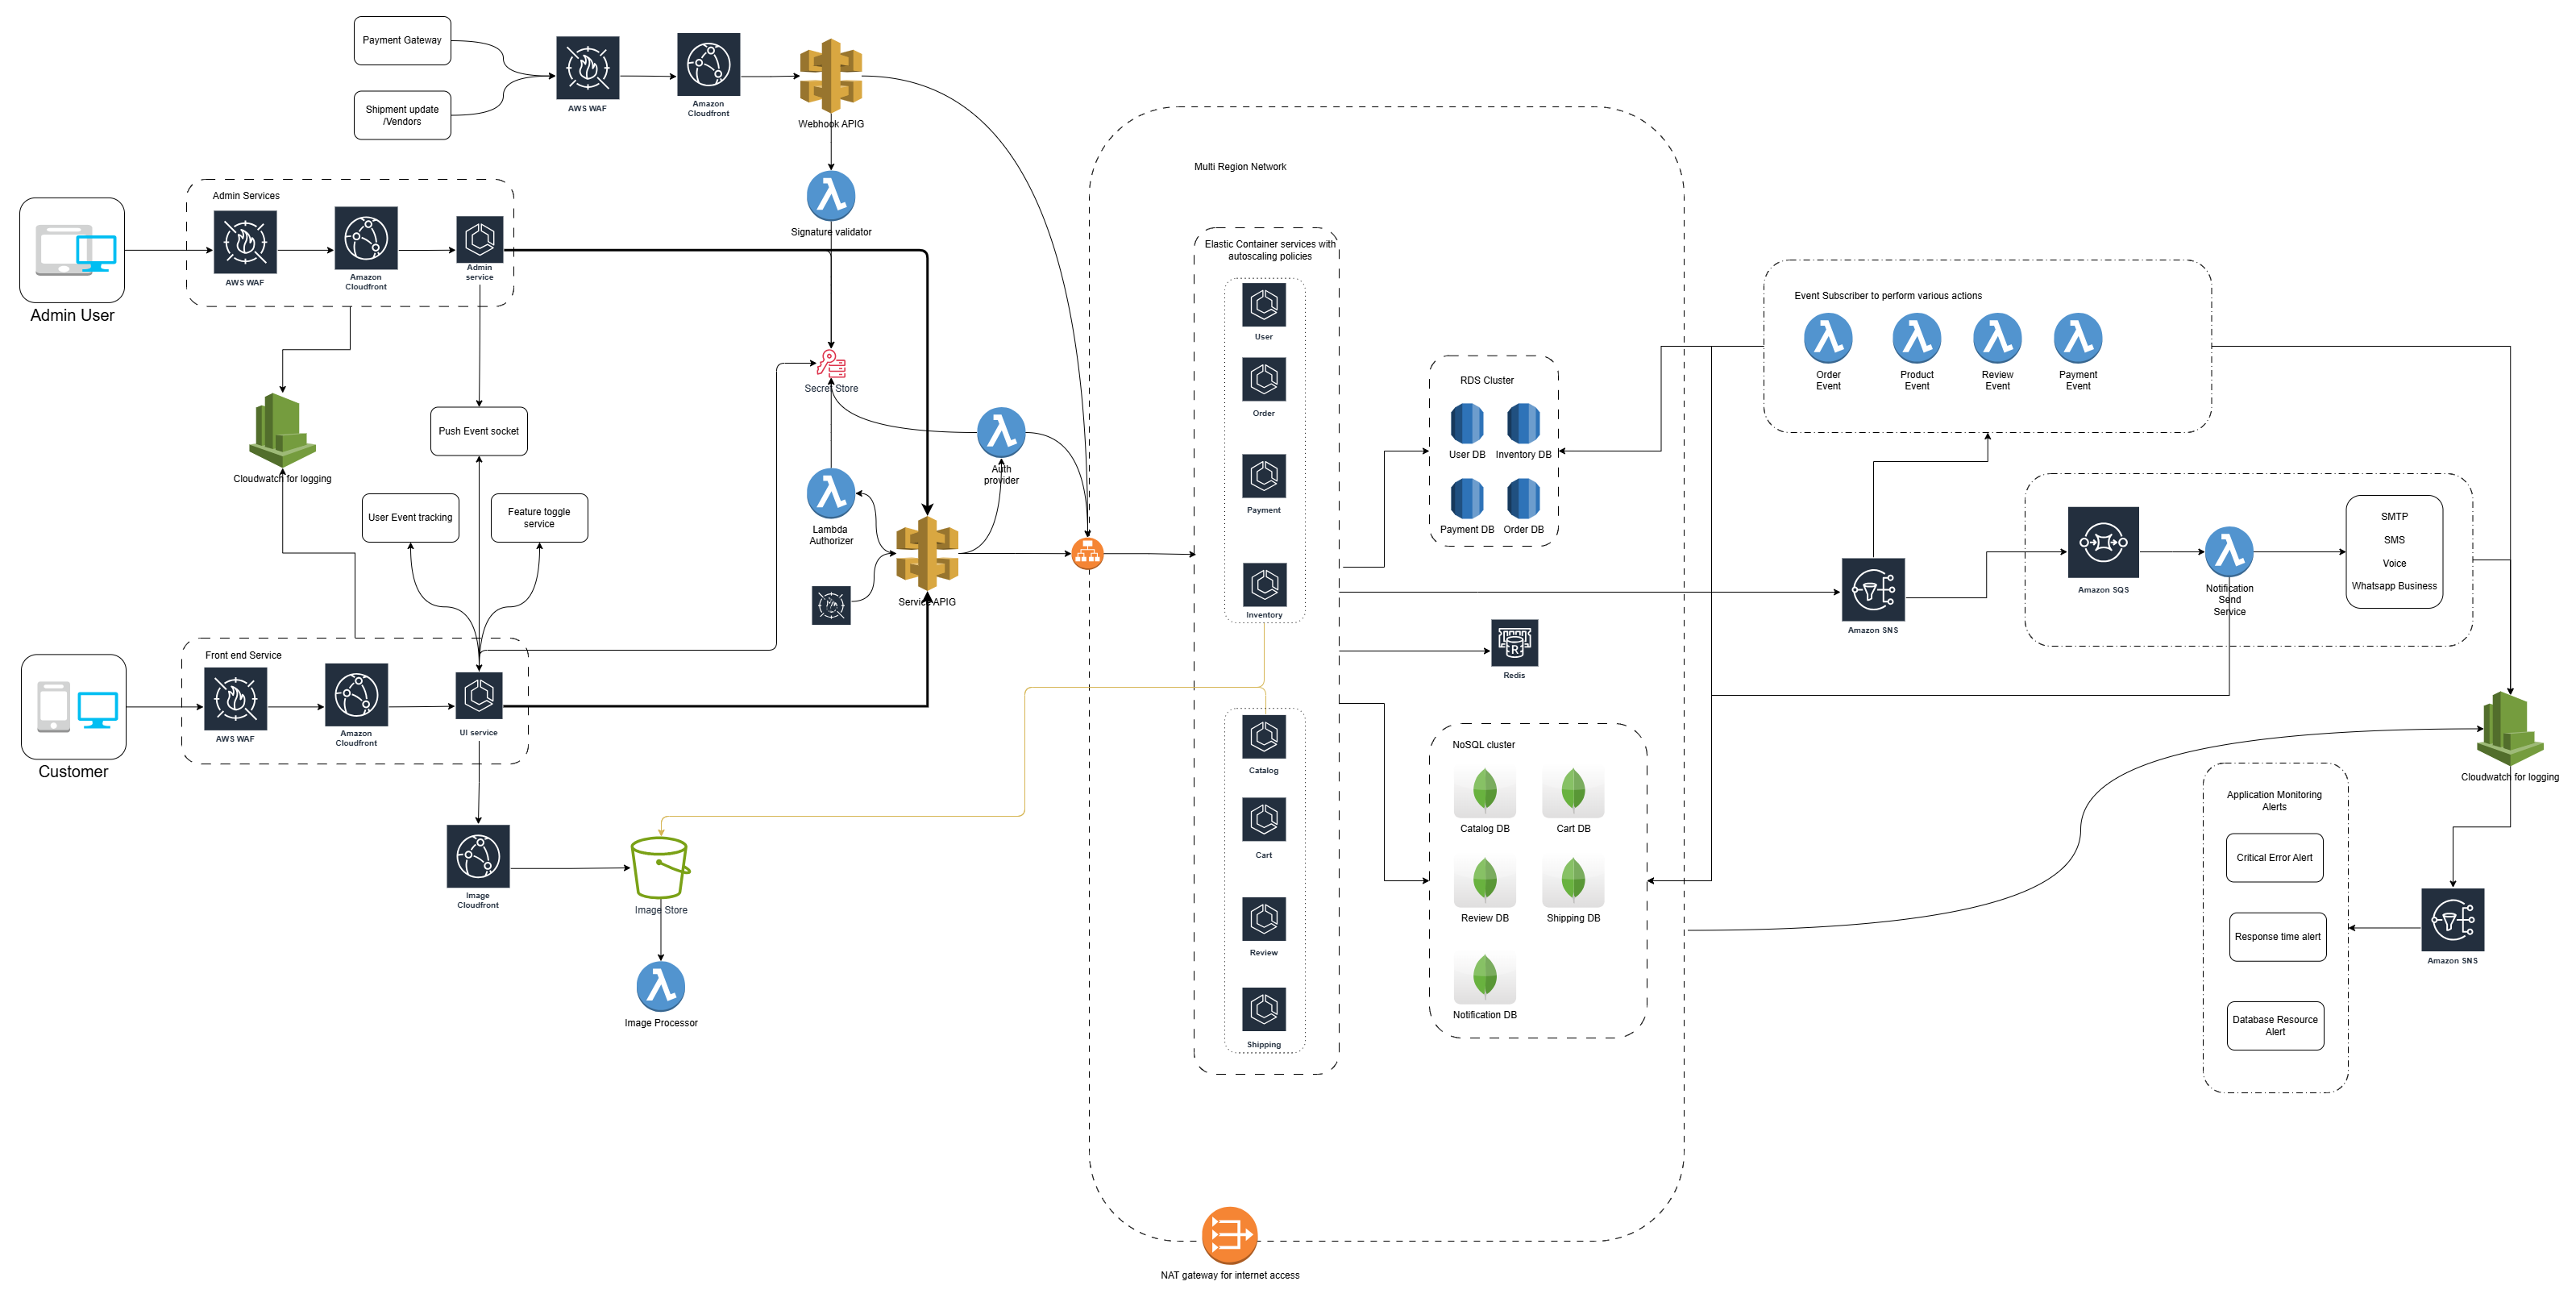 Payment Gateway
Shipment update
/Vendors
AWS WAF
Amazon
Cloudfront
Webhook APIG
Signature validator
Admin User
Admin Services
AWS WAF
Amazon
Cloudfront
Admin
service
Cloudwatch for logging
Push Event socket
User Event tracking
Feature toggle
service
Secret Store
Lambda
Authorizer
Auth
provider
Service APIG
Customer
Front end Service
AWS WAF
Amazon
Cloudfront
UI service
Image
Cloudfront
Image Store
Image Processor
Multi Region Network
Elastic Container services with
autoscaling policies
User
Order
Payment
Inventory
Catalog
Cart
Review
Shipping
RDS Cluster
User DB
Inventory DB
Payment DB
Order DB
R
Redis
NoSQL cluster
Catalog DB
Cart DB
Review DB
Shipping DB
Notification DB
NAT gateway for internet access
Event Subscriber to perform various actions
Order
Event
Product
Event
Review
Event
Payment
Event
Amazon SNS
Amazon SQS
Notification
Send
Service
SMTP
SMS
Voice
Whatsapp Business
Cloudwatch for logging
Amazon SNS
Application Monitoring
Alerts
Critical Error Alert
Response time alert
Database Resource
Alert